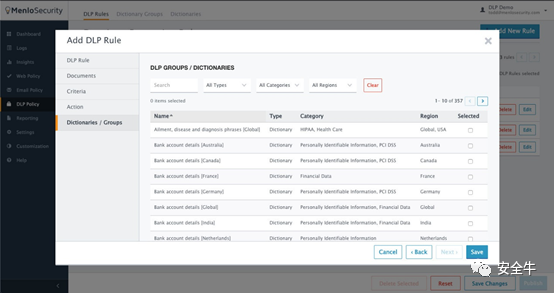 MenloSecurity
DLP Rules
Dictionary Groups
Dictionaries
DLP Demo
Add New Rule
Dashboard
Logs
Insights
Web Policy
Email Policy
DLP Policy
Reporting
Settings
Customisation
Help
Add DLP Rule
DLP Rule
Documents
Criteria
Action
Dictionaries / Groups
DLP GROUPS / DICTIONARIES
Search All Types All Categories All Regions Clear
0 items selected 1 - 10 of 357
Name Type Category Region Selected
Ailment, disease and diagnosis phrases [Global] Dictionary HIPAA, Health Care Global, USA
Bank account details [Australia] Dictionary Personally Identifiable Information, PCI DSS Australia
Bank account details [Canada] Dictionary Personally Identifiable Information, PCI DSS Canada
Bank account details [France] Dictionary Financial Data France
Bank account details [Germany] Dictionary Personally Identifiable Information, PCI DSS Germany
Bank account details [Global] Dictionary Personally Identifiable Information, Financial Data Global
Bank account details [India] Dictionary Personally Identifiable Information, Financial Data India
Bank account details [Netherlands] Dictionary Personally Identifiable Information Netherlands
Cancel Back Next Save
Reset Save Changes
Delete Edit
Delete Edit
Delete Edit
安全牛